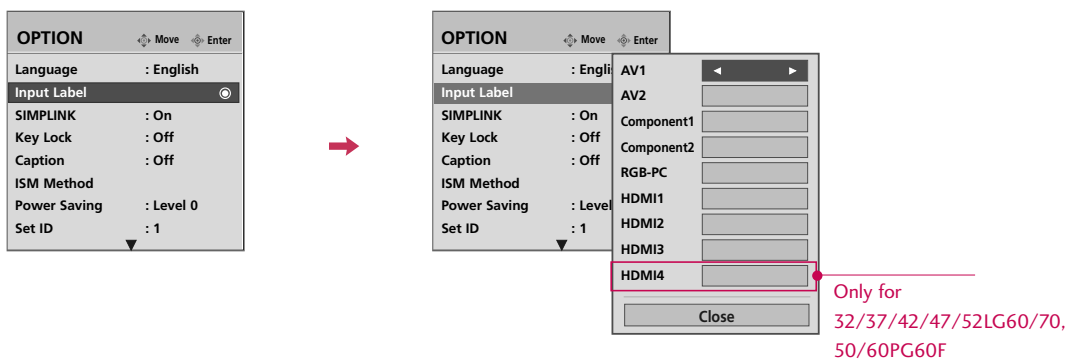 OPTION Move Enter
Language : English
Input Label
SIMPLINK : On
Key Lock : Off
Caption : Off
ISM Method
Power Saving : Level 0
Set ID : 1
OPTION Move Enter
Language : Engli
Input Label
SIMPLINK : On
Key Lock : Off
Caption : Off
ISM Method
Power Saving : Level
Set ID : 1
AV1
AV2
Component1
Component2
RGB-PC
HDMI1
HDMI2
HDMI3
HDMI4
Close
Only for
32/37/42/47/52LG60/70,
50/60PG60F